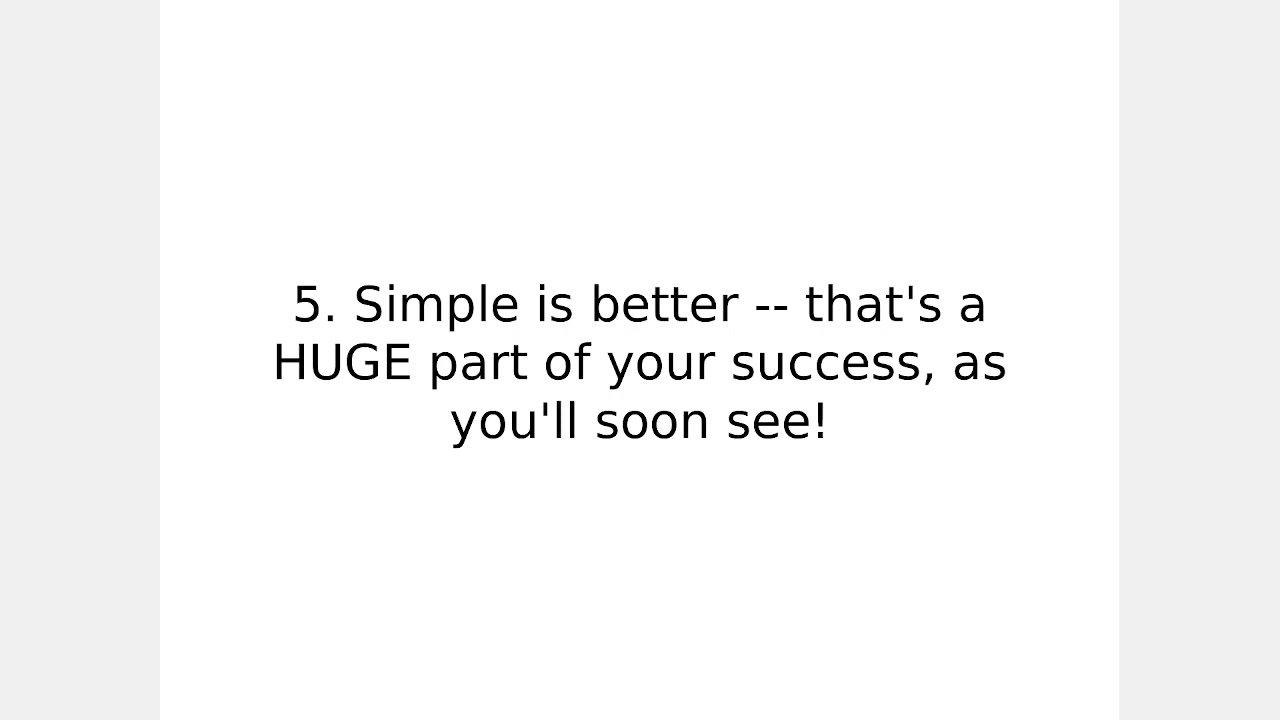 5. Simple is better -- that's a
HUGE part of your success, as
you'll soon see!